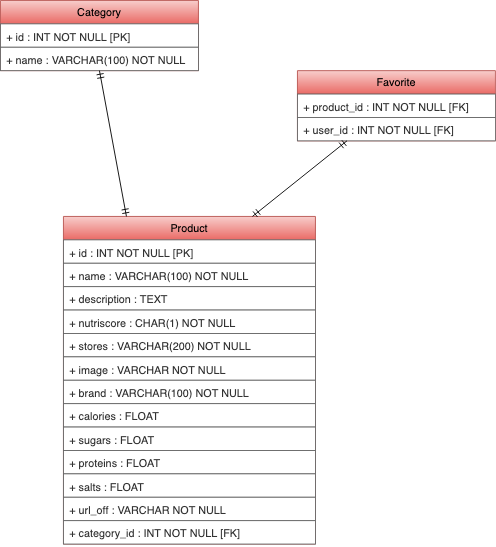 Category
+ id : INT NOT NULL [PK]
+ name : VARCHAR(100) NOT NULL
Favorite
+ product_id : INT NOT NULL [FK]
+ user_id : INT NOT NULL [FK]
Product
+ id : INT NOT NULL [PK]
+ name : VARCHAR(100) NOT NULL
+ description : TEXT
+ nutriscore : CHAR(1) NOT NULL
+ stores : VARCHAR(200) NOT NULL
+ image : VARCHAR NOT NULL
+ brand : VARCHAR(100) NOT NULL
+ calories : FLOAT
+ sugars : FLOAT
+ proteins : FLOAT
+ salts : FLOAT
+ url_off : VARCHAR NOT NULL
+ category_id : INT NOT NULL [FK]